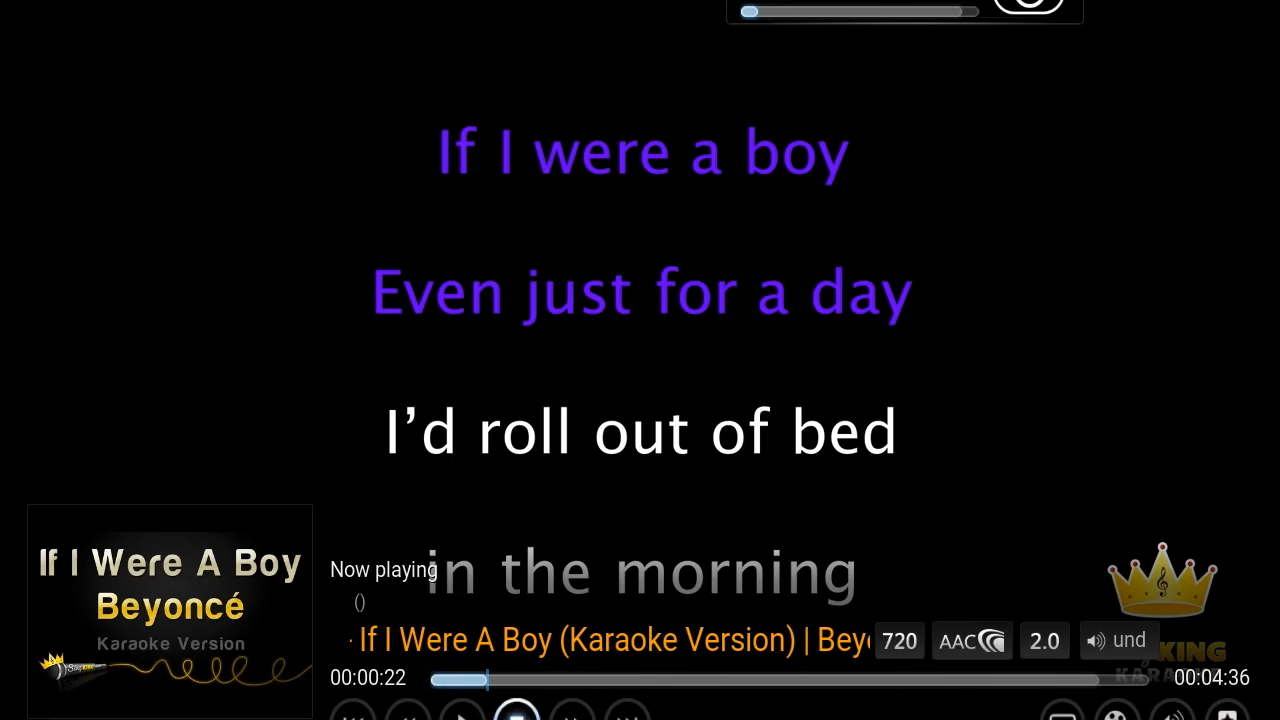 If I were a boy
Even just for a day
I'd roll out of bed
in the morning
If I Were A Boy
Beyoncé
Karaoke Version
Now playing
()
· If I Were A Boy (Karaoke Version) | Bey
720 AAC 2.0 und
KING
00:00:22
00:04:36